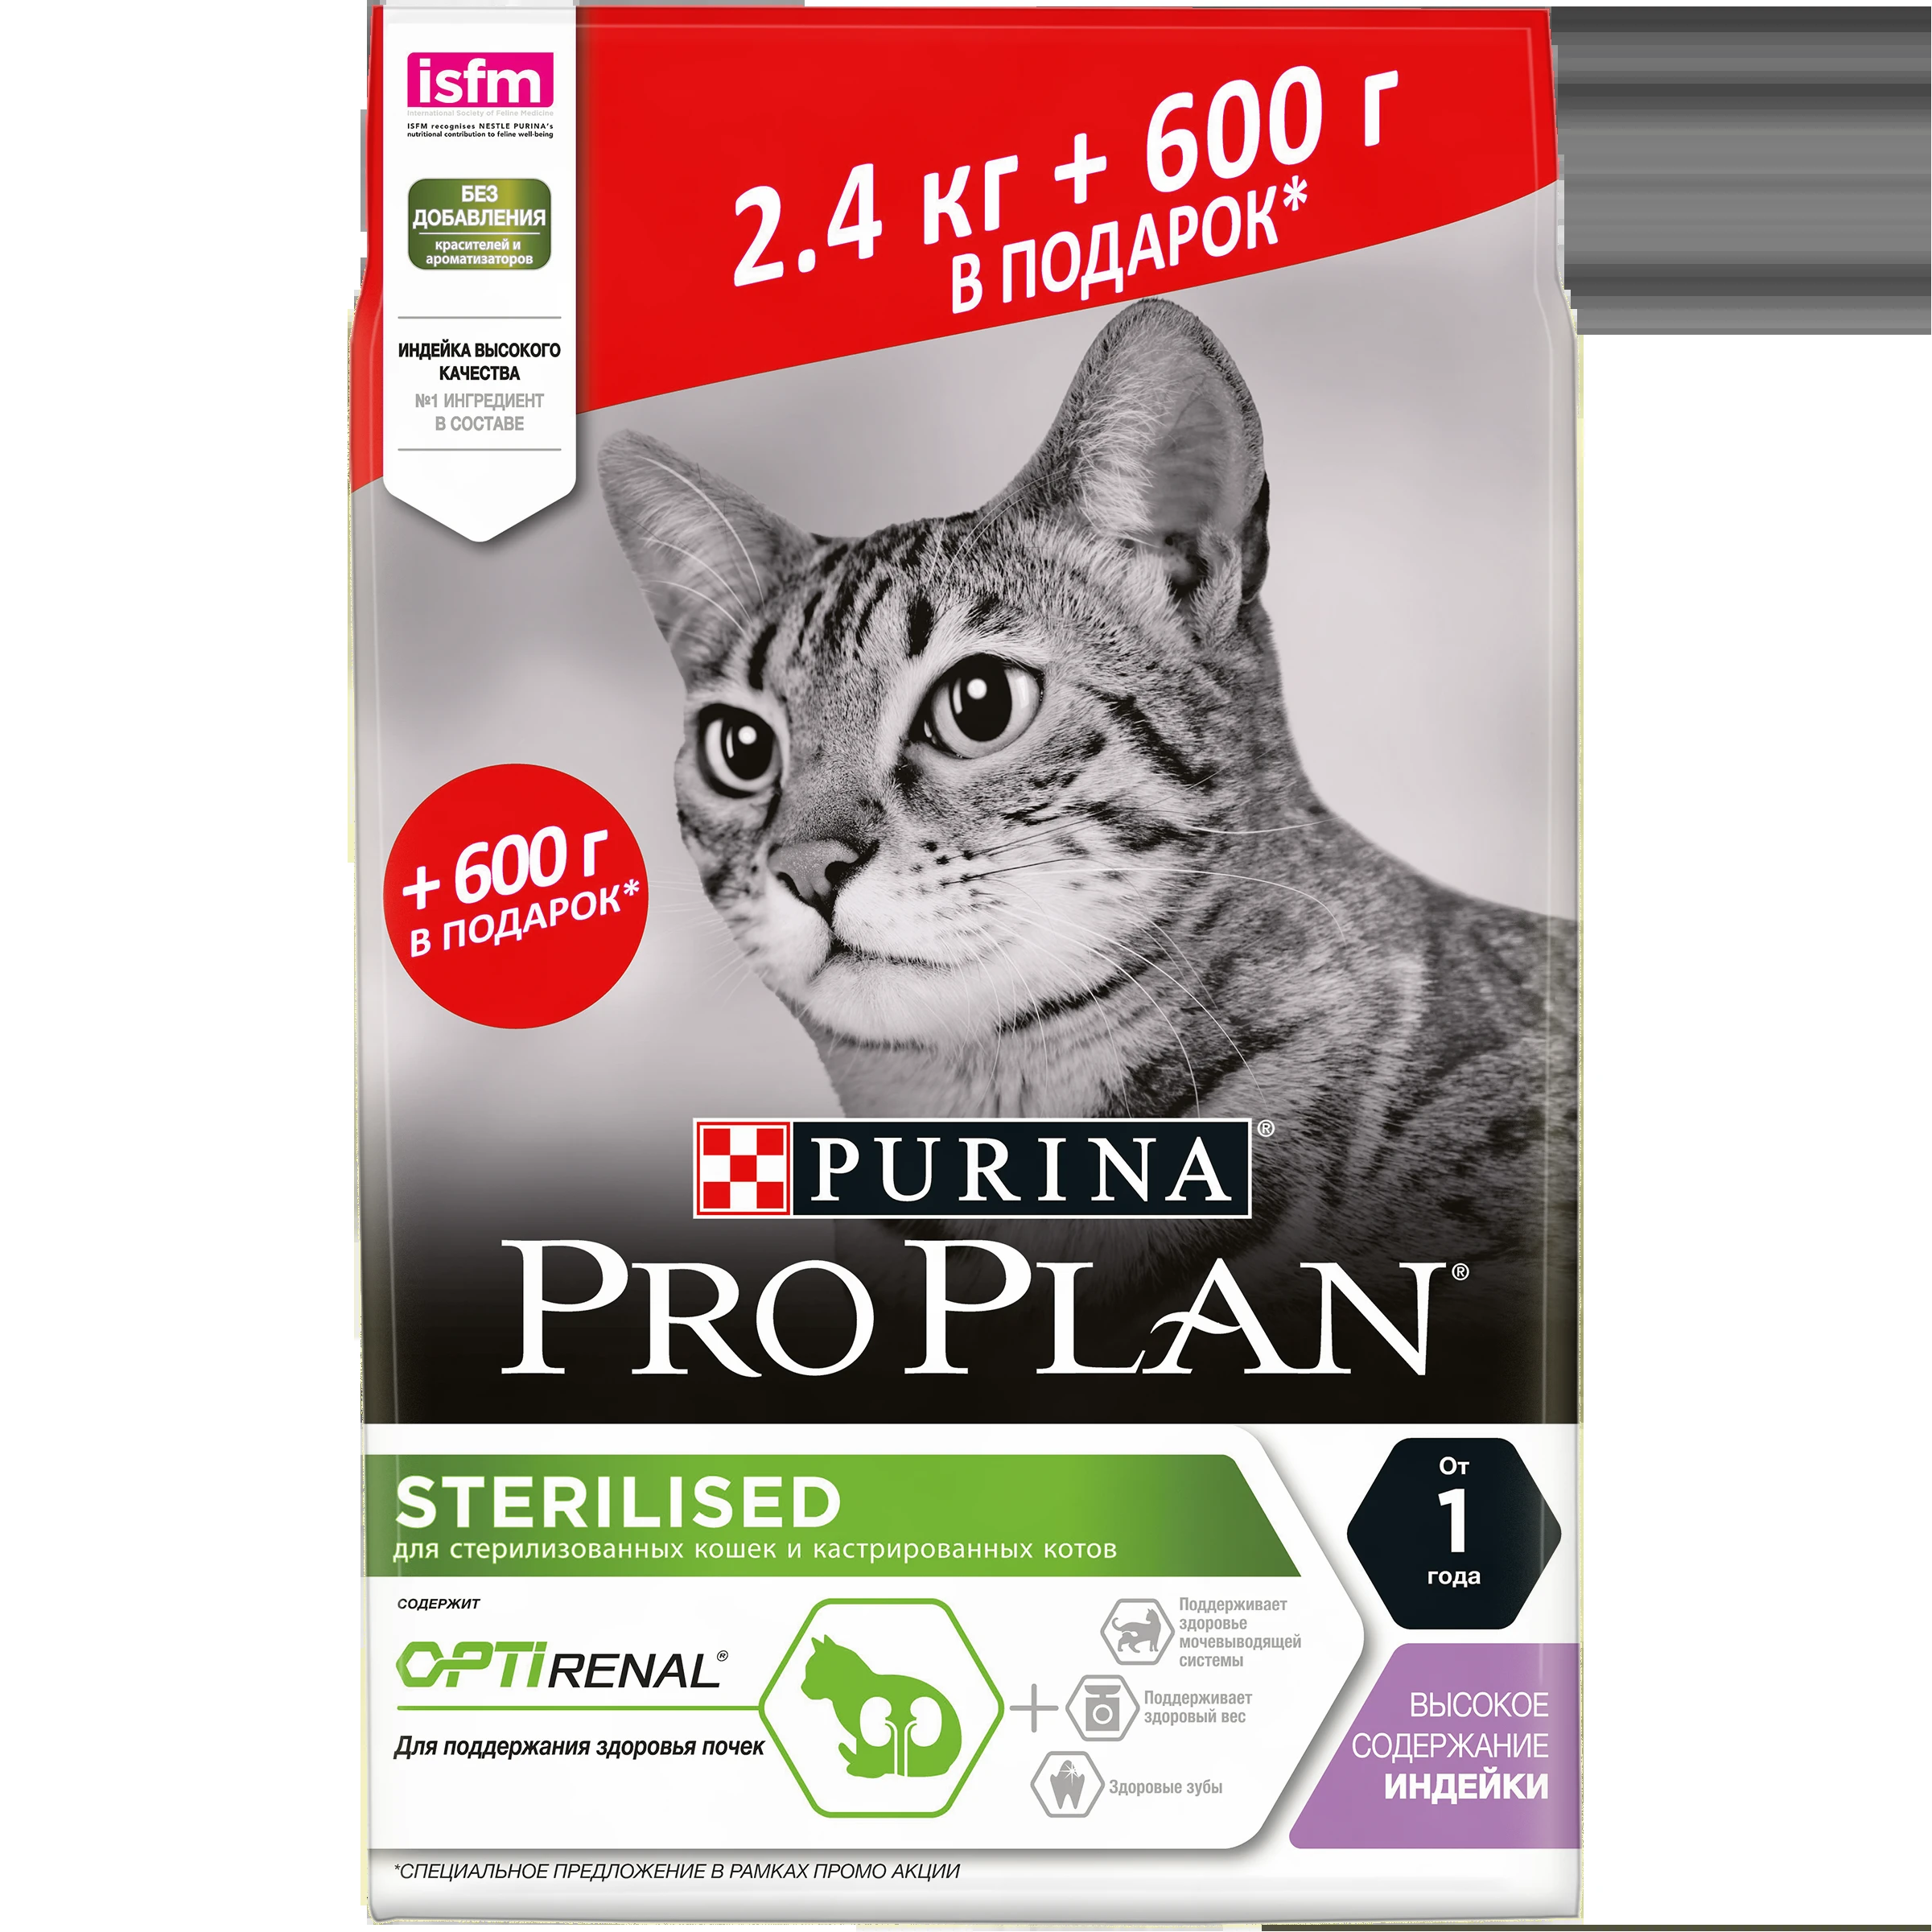 isfm
International Society of Feline Medicine
ISFM recognises NESTLE PURINA's
nutritional contribution to feline well-being
БЕЗ
ДОБАВЛЕНИЯ
красителей и
ароматизаторов
ИНДЕЙКА ВЫСОКОГО
КАЧЕСТВА
№1 ИНГРЕДИЕНТ
В СОСТАВЕ
2.4 кг + 600 г
В ПОДАРОК*
+ 600 г
В ПОДАРОК*
PURINA®
PRO PLAN®
STERILISED
для стерилизованных кошек и кастрированных котов
От
1
года
СОДЕРЖИТ
OPTIRENAL®
Для поддержания здоровья почек
+
Поддерживает
здоровье
мочевыводящей
системы
Поддерживает
здоровый вес
Здоровые зубы
ВЫСОКОЕ
СОДЕРЖАНИЕ
ИНДЕЙКИ
*СПЕЦИАЛЬНОЕ ПРЕДЛОЖЕНИЕ В РАМКАХ ПРОМО АКЦИИ